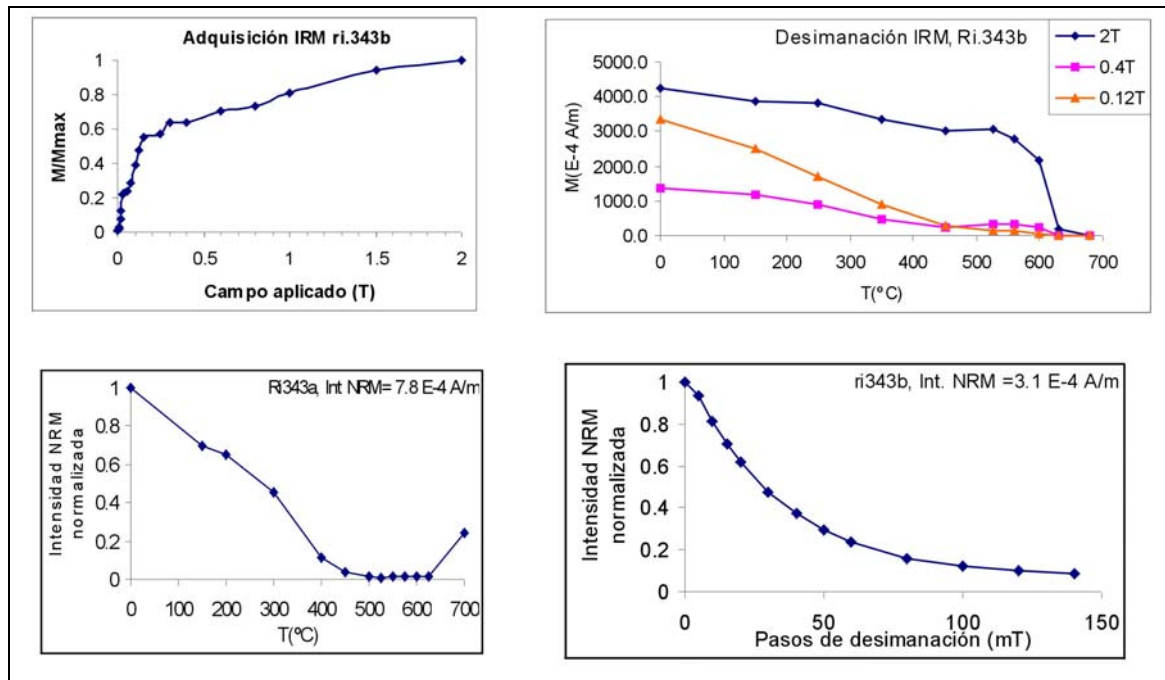 Adquisición IRM ri.343b
M/Mmax
1
0.8
0.6
0.4
0.2
0
0 0.5 1 1.5 2
Campo aplicado (T)
Desimanación IRM, Ri.343b
2T
0.4T
0.12T
M(E-4 A/m)
5000.0
4000.0
3000.0
2000.0
1000.0
0.0
0 100 200 300 400 500 600 700
T(ºC)
Ri343a, Int NRM= 7.8 E-4 A/m
Intensidad NRM
normalizada
1
0.8
0.6
0.4
0.2
0
0 100 200 300 400 500 600 700
T(ºC)
ri343b, Int. NRM =3.1 E-4 A/m
Intensidad NRM
normalizada
1
0.8
0.6
0.4
0.2
0
0 50 100 150
Pasos de desimanación (mT)